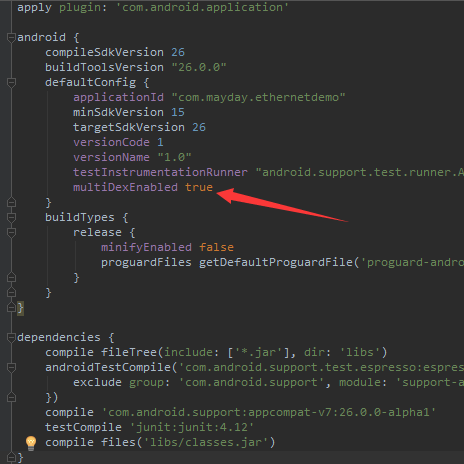 apply plugin: 'com.android.application'
android {
compileSdkVersion 26
buildToolsVersion "26.0.0"
defaultConfig {
applicationId "com.mayday.ethernetdemo"
minSdkVersion 15
targetSdkVersion 26
versionCode 1
versionName "1.0"
testInstrumentationRunner "android.support.test.runner.A
multiDexEnabled true
}
buildTypes {
release {
minifyEnabled false
proguardFiles getDefaultProguardFile('proguard-andro
}
}
}
dependencies {
compile fileTree(include: ['*.jar'], dir: 'libs')
androidTestCompile('com.android.support.test.espresso:espres
exclude group: 'com.android.support', module: 'support-a
})
compile 'com.android.support:appcompat-v7:26.0.0-alpha1'
testCompile 'junit:junit:4.12'
compile files('libs/classes.jar')
}